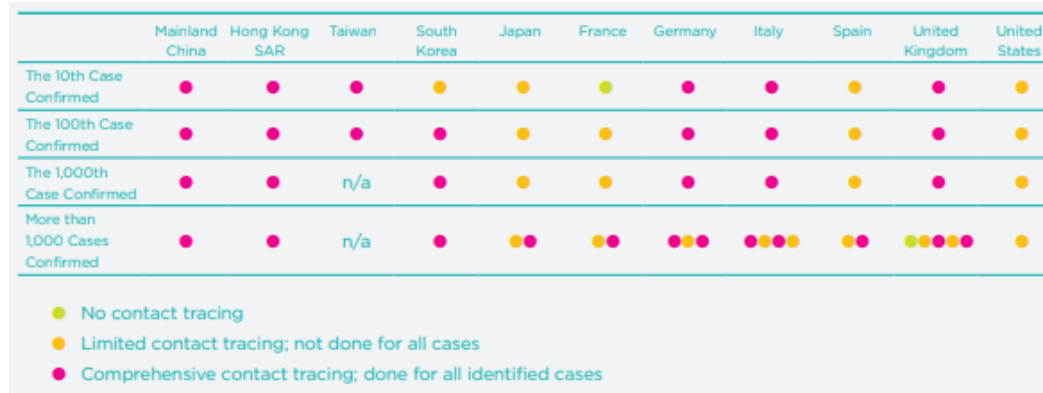 Mainland Hong Kong Taiwan South Japan France Germany Italy Spain United United
China SAR Korea Kingdom States
The 10th Case
Confirmed
The 100th Case
Confirmed
The 1,000th
Case Confirmed n/a
More than
1,000 Cases n/a
Confirmed
No contact tracing
Limited contact tracing; not done for all cases
Comprehensive contact tracing; done for all identified cases